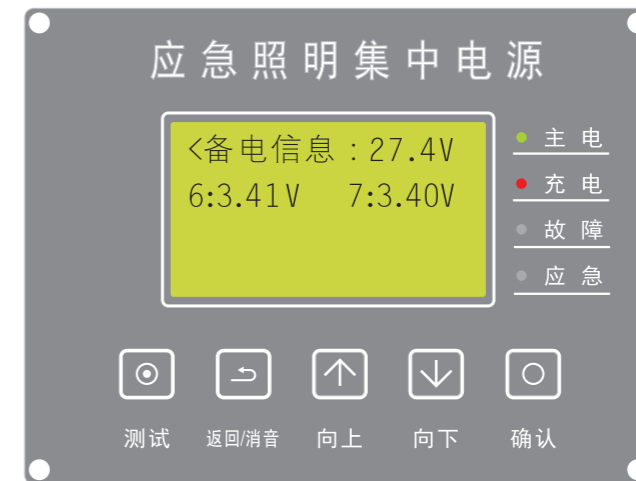 应急照明集中电源
<备电信息:27.4V
6:3.41V 7:3.40V
主电
充电
故障
应急
测试 返回/消音 向上 向下 确认